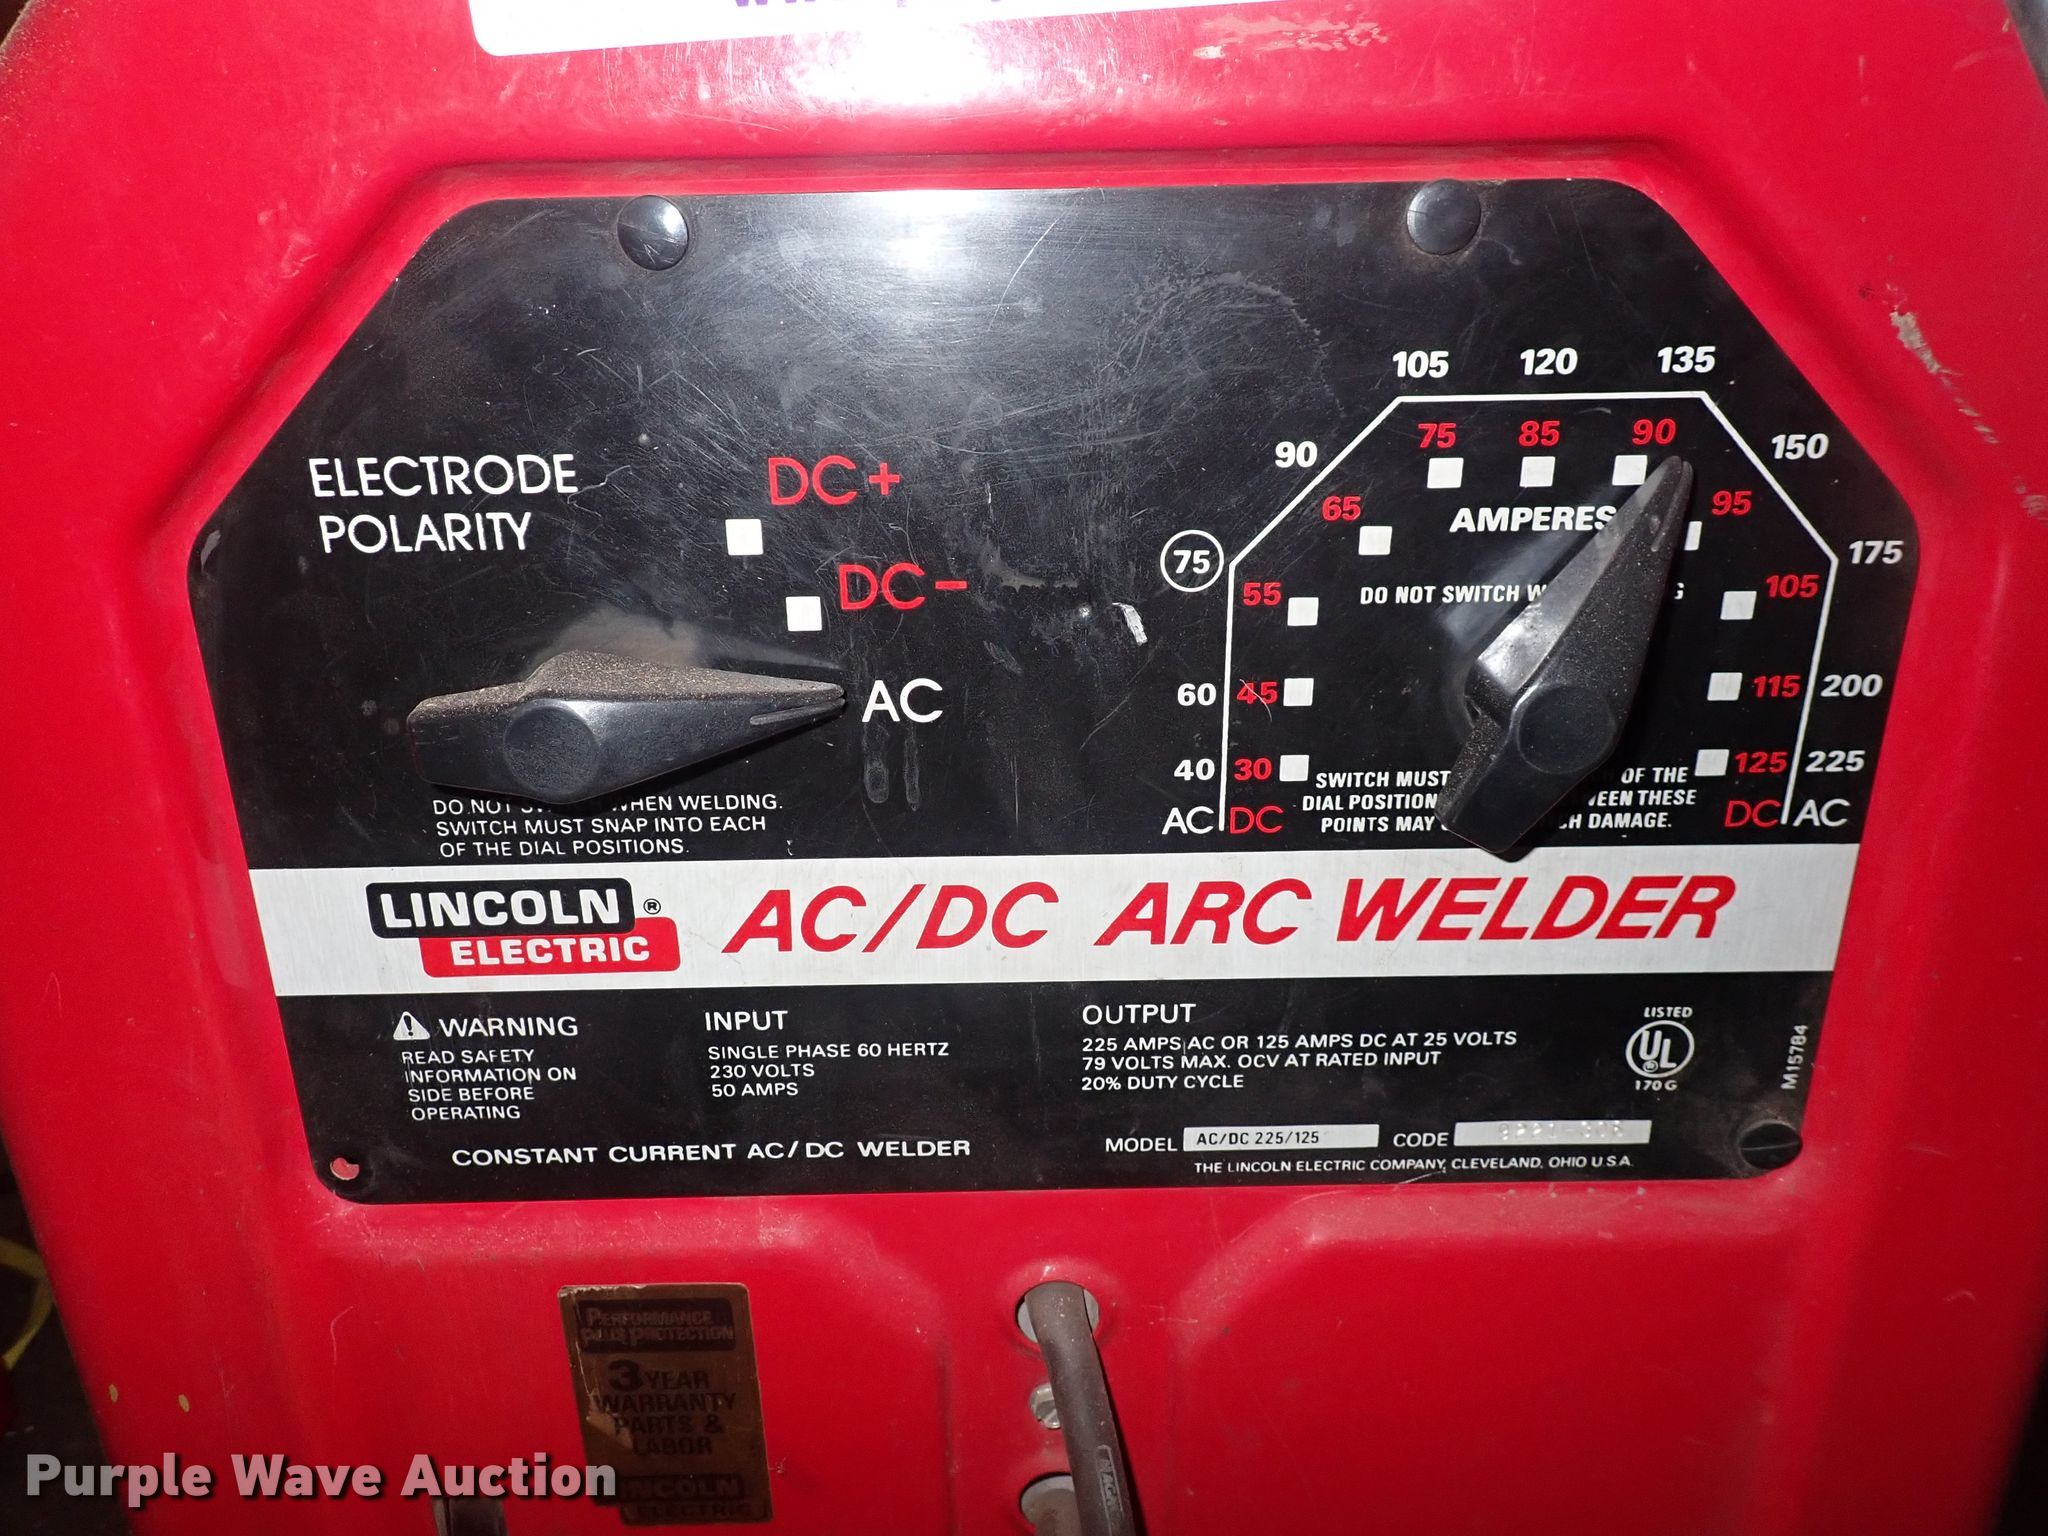 ELECTRODE
POLARITY
DC+
DC-
AC
DO NOT WHEN WELDING.
SWITCH MUST SNAP INTO EACH
OF THE DIAL POSITIONS.
105 120 135
90 150
75 175
60 200
40 225
75 85 90
65 95
55 105
45 115
30 125
AC DC DC AC
AMPERES
DO NOT SWITCH
SWITCH MUST OF THE
DIAL POSITION THESE
POINTS MAY DAMAGE.
LINCOLN ®
ELECTRIC
AC/DC ARC WELDER
WARNING
READ SAFETY
INFORMATION ON
SIDE BEFORE
OPERATING
INPUT
SINGLE PHASE 60 HERTZ
230 VOLTS
50 AMPS
OUTPUT
225 AMPS AC OR 125 AMPS DC AT 25 VOLTS
79 VOLTS MAX. OCV AT RATED INPUT
20% DUTY CYCLE
LISTED
UL
®
170G
M15784
CONSTANT CURRENT AC/DC WELDER
MODEL AC/DC 225/125 CODE
THE LINCOLN ELECTRIC COMPANY, CLEVELAND, OHIO U.S.A.
PERFORMANCE
PLUS PROTECTION
3 YEAR
WARRANTY
PARTS &
LABOR
LINCOLN
ELECTRIC
Purple Wave Auction